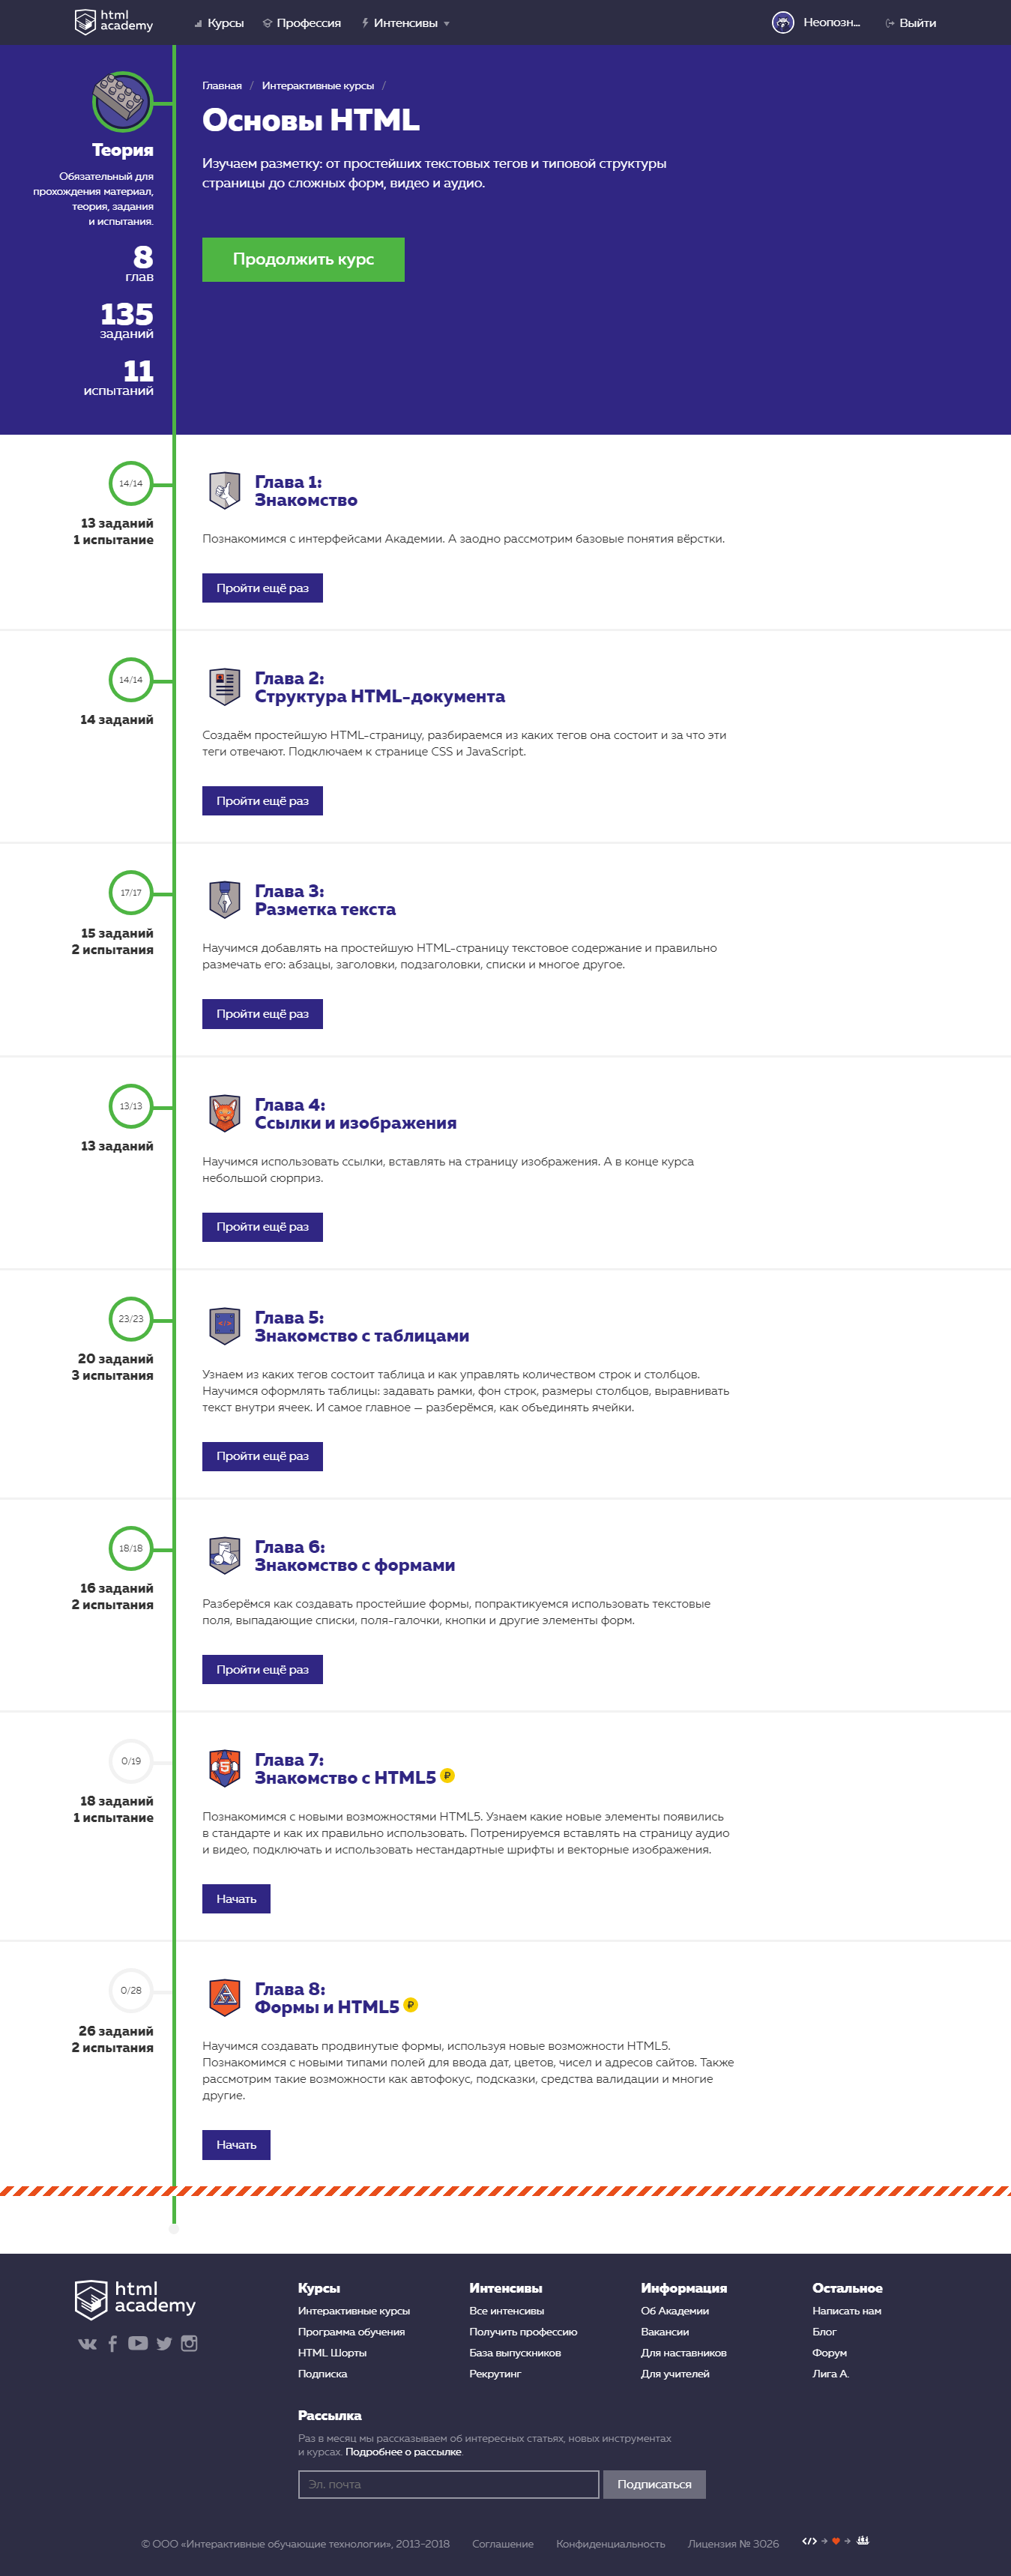 html
academy
Курсы
Профессия
Интенсивы
Неопозн...
Выйти
Главная / Интерактивные курсы /
Основы HTML
Изучаем разметку: от простейших текстовых тегов и типовой структуры
страницы до сложных форм, видео и аудио.
Продолжить курс
Теория
Обязательный для
прохождения материал,
теория, задания
и испытания.
8
глав
135
заданий
11
испытаний
14/14
13 заданий
1 испытание
Глава 1:
Знакомство
Познакомимся с интерфейсами Академии. А заодно рассмотрим базовые понятия вёрстки.
Пройти ещё раз
14/14
14 заданий
Глава 2:
Структура HTML-документа
Создаём простейшую HTML-страницу, разбираемся из каких тегов она состоит и за что эти
теги отвечают. Подключаем к странице CSS и JavaScript.
Пройти ещё раз
17/17
15 заданий
2 испытания
Глава 3:
Разметка текста
Научимся добавлять на простейшую HTML-страницу текстовое содержание и правильно
размечать его: абзацы, заголовки, подзаголовки, списки и многое другое.
Пройти ещё раз
13/13
13 заданий
Глава 4:
Ссылки и изображения
Научимся использовать ссылки, вставлять на страницу изображения. А в конце курса
небольшой сюрприз.
Пройти ещё раз
23/23
20 заданий
3 испытания
Глава 5:
Знакомство с таблицами
Узнаем из каких тегов состоит таблица и как управлять количеством строк и столбцов.
Научимся оформлять таблицы: задавать рамки, фон строк, размеры столбцов, выравнивать
текст внутри ячеек. И самое главное — разберёмся, как объединять ячейки.
Пройти ещё раз
18/18
16 заданий
2 испытания
Глава 6:
Знакомство с формами
Разберёмся как создавать простейшие формы, попрактикуемся использовать текстовые
поля, выпадающие списки, поля-галочки, кнопки и другие элементы форм.
Пройти ещё раз
0/19
18 заданий
1 испытание
Глава 7:
Знакомство с HTML5 ₽
Познакомимся с новыми возможностями HTML5. Узнаем какие новые элементы появились
в стандарте и как их правильно использовать. Потренируемся вставлять на страницу аудио
и видео, подключать и использовать нестандартные шрифты и векторные изображения.
Начать
0/28
26 заданий
2 испытания
Глава 8:
Формы и HTML5 ₽
Научимся создавать продвинутые формы, используя новые возможности HTML5.
Познакомимся с новыми типами полей для ввода дат, цветов, чисел и адресов сайтов. Также
рассмотрим такие возможности как автофокус, подсказки, средства валидации и многие
другие.
Начать
html
academy
Курсы
Интерактивные курсы
Программа обучения
HTML Шорты
Подписка
Интенсивы
Все интенсивы
Получить профессию
База выпускников
Рекрутинг
Информация
Об Академии
Вакансии
Для наставников
Для учителей
Остальное
Написать нам
Блог
Форум
Лига А.
Рассылка
Раз в месяц мы рассказываем об интересных статьях, новых инструментах
и курсах. Подробнее о рассылке.
Эл. почта
Подписаться
© ООО «Интерактивные обучающие технологии», 2013-2018
Соглашение
Конфиденциальность
Лицензия № 3026